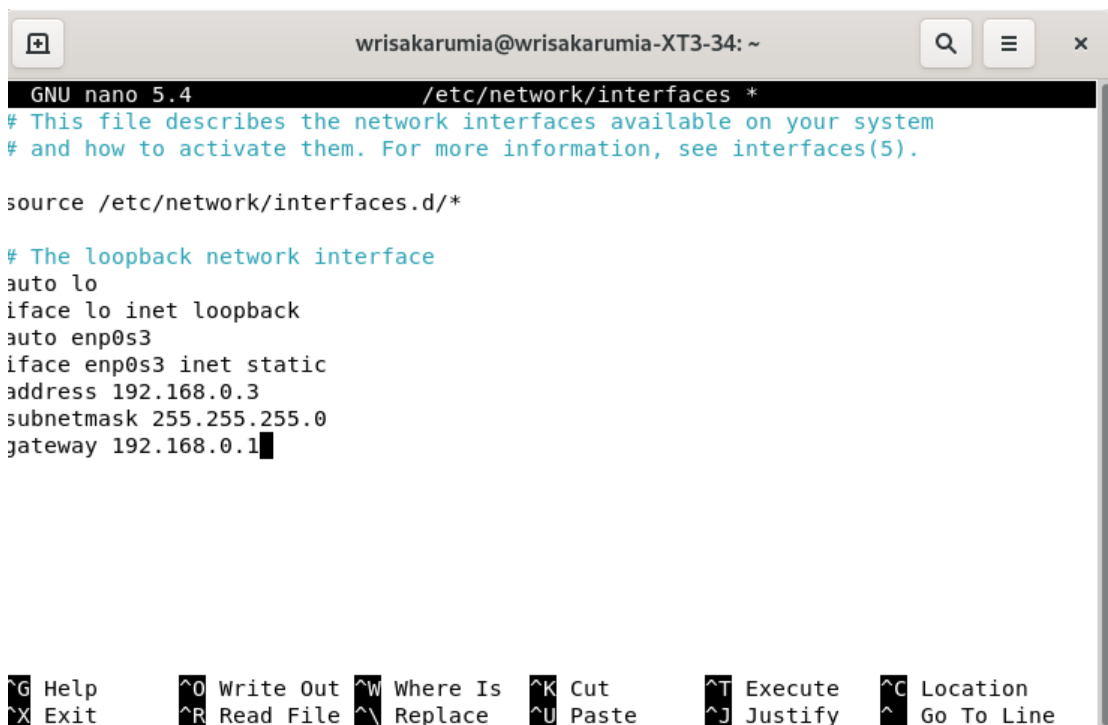 wrisakarumia@wrisakarumia-XT3-34: ~
GNU nano 5.4 /etc/network/interfaces *
# This file describes the network interfaces available on your system
# and how to activate them. For more information, see interfaces(5).
source /etc/network/interfaces.d/*
# The loopback network interface
auto lo
iface lo inet loopback
auto enp0s3
iface enp0s3 inet static
address 192.168.0.3
subnetmask 255.255.255.0
gateway 192.168.0.1
^G Help ^O Write Out ^W Where Is ^K Cut ^T Execute ^C Location
^X Exit ^R Read File ^\ Replace ^U Paste ^J Justify ^ Go To Line